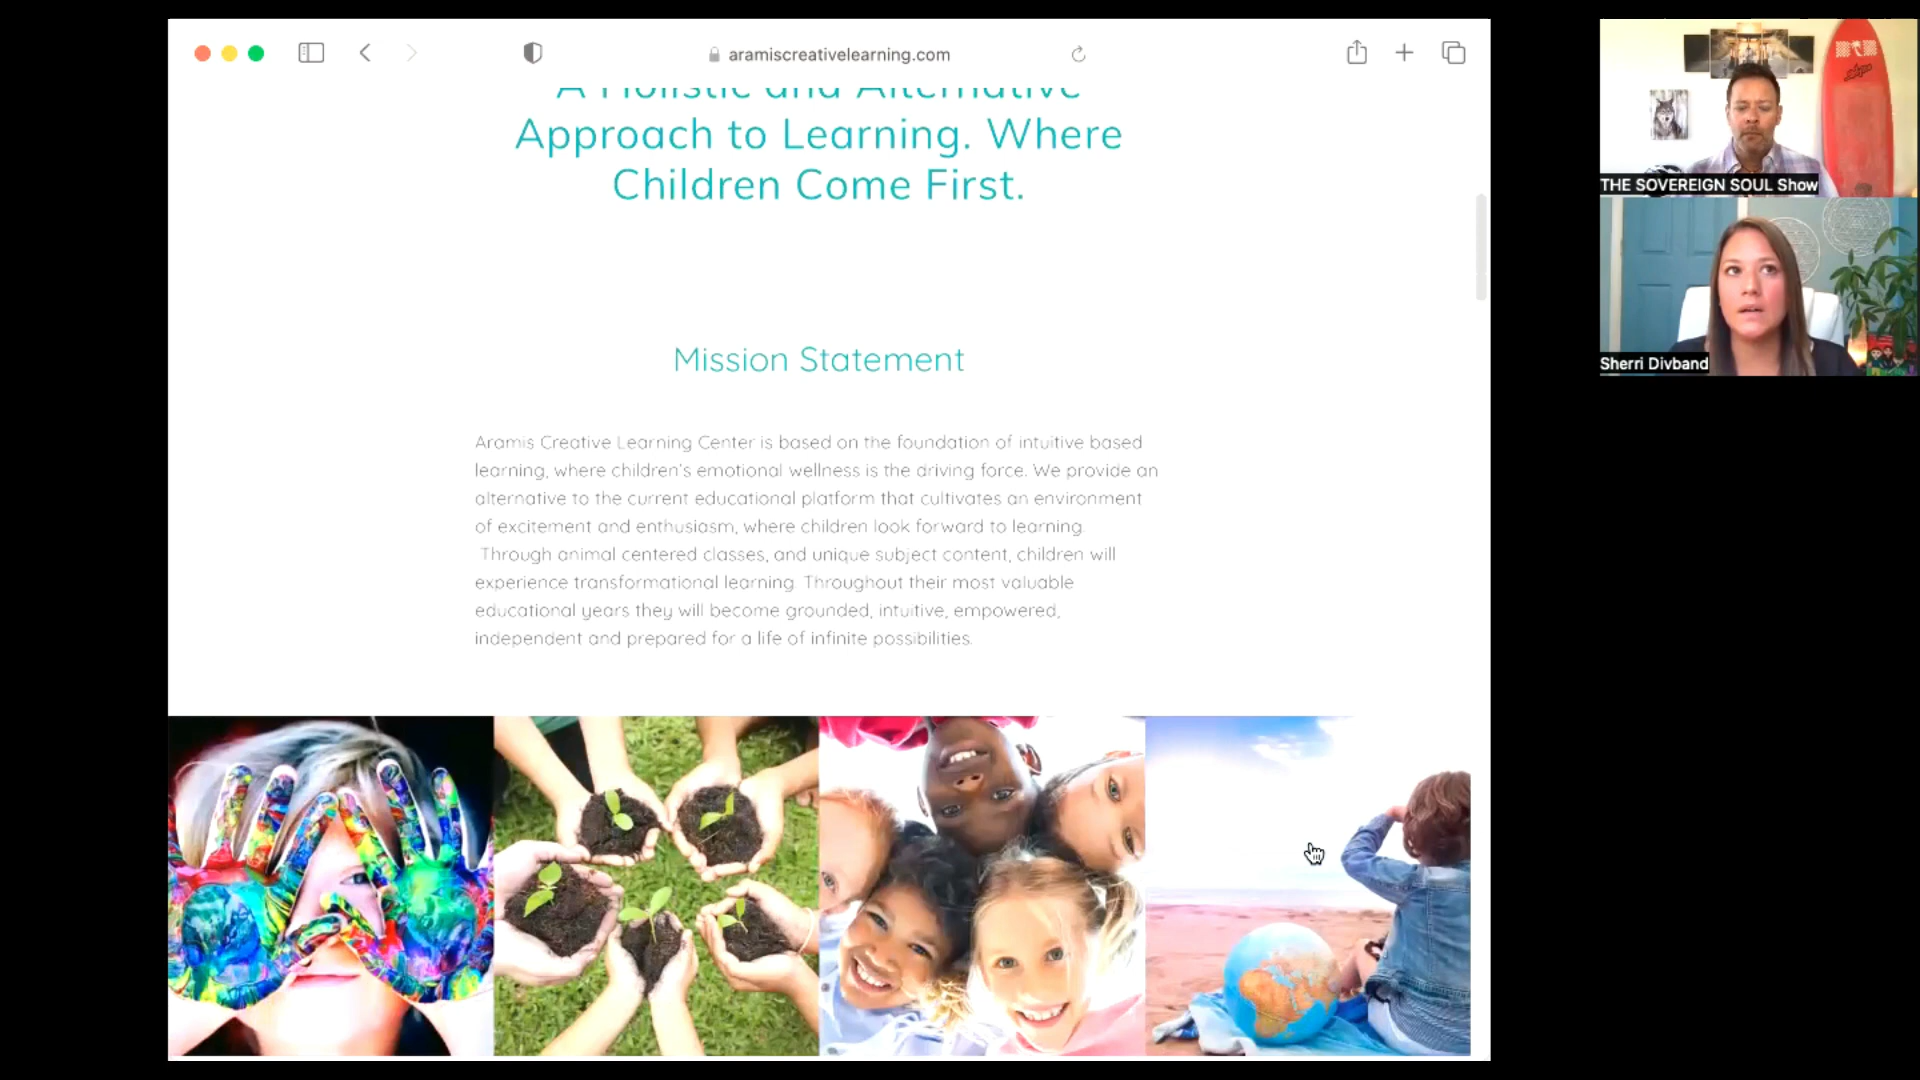 aramiscreativelearning.com
A Holistic and Alternative
Approach to Learning. Where
Children Come First.
Mission Statement
Aramis Creative Learning Center is based on the foundation of intuitive based
learning, where children's emotional wellness is the driving force. We provide an
alternative to the current educational platform that cultivates an environment
of excitement and enthusiasm, where children look forward to learning.
Through animal centered classes, and unique subject content, children will
experience transformational learning. Throughout their most valuable
educational years they will become grounded, intuitive, empowered,
independent and prepared for a life of infinite possibilities.
THE SOVEREIGN SOUL Show
Sherri Divband